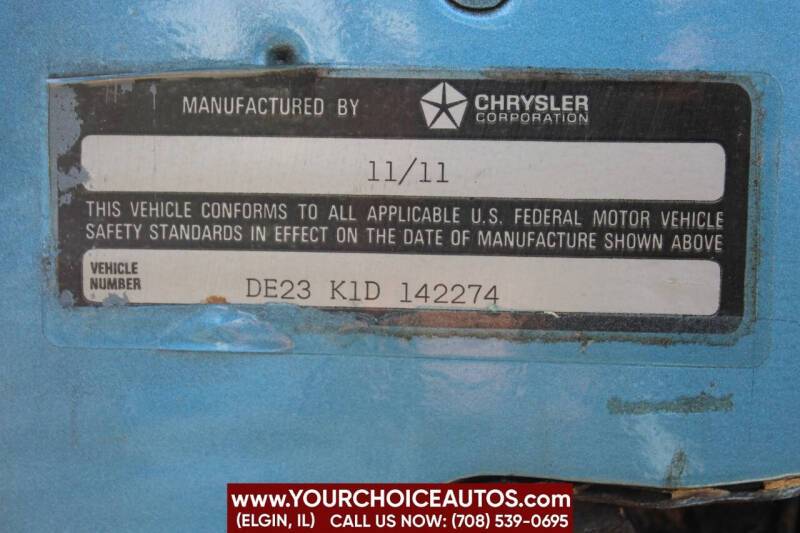 MANUFACTURED BY CHRYSLER CORPORATION
11/11
THIS VEHICLE CONFORMS TO ALL APPLICABLE U.S. FEDERAL MOTOR VEHICLE
SAFETY STANDARDS IN EFFECT ON THE DATE OF MANUFACTURE SHOWN ABOVE
VEHICLE
NUMBER
DE23 K1D 142274
www.YOURCHOICEAUTOS.com
(ELGIN, IL) CALL US NOW: (708) 539-0695